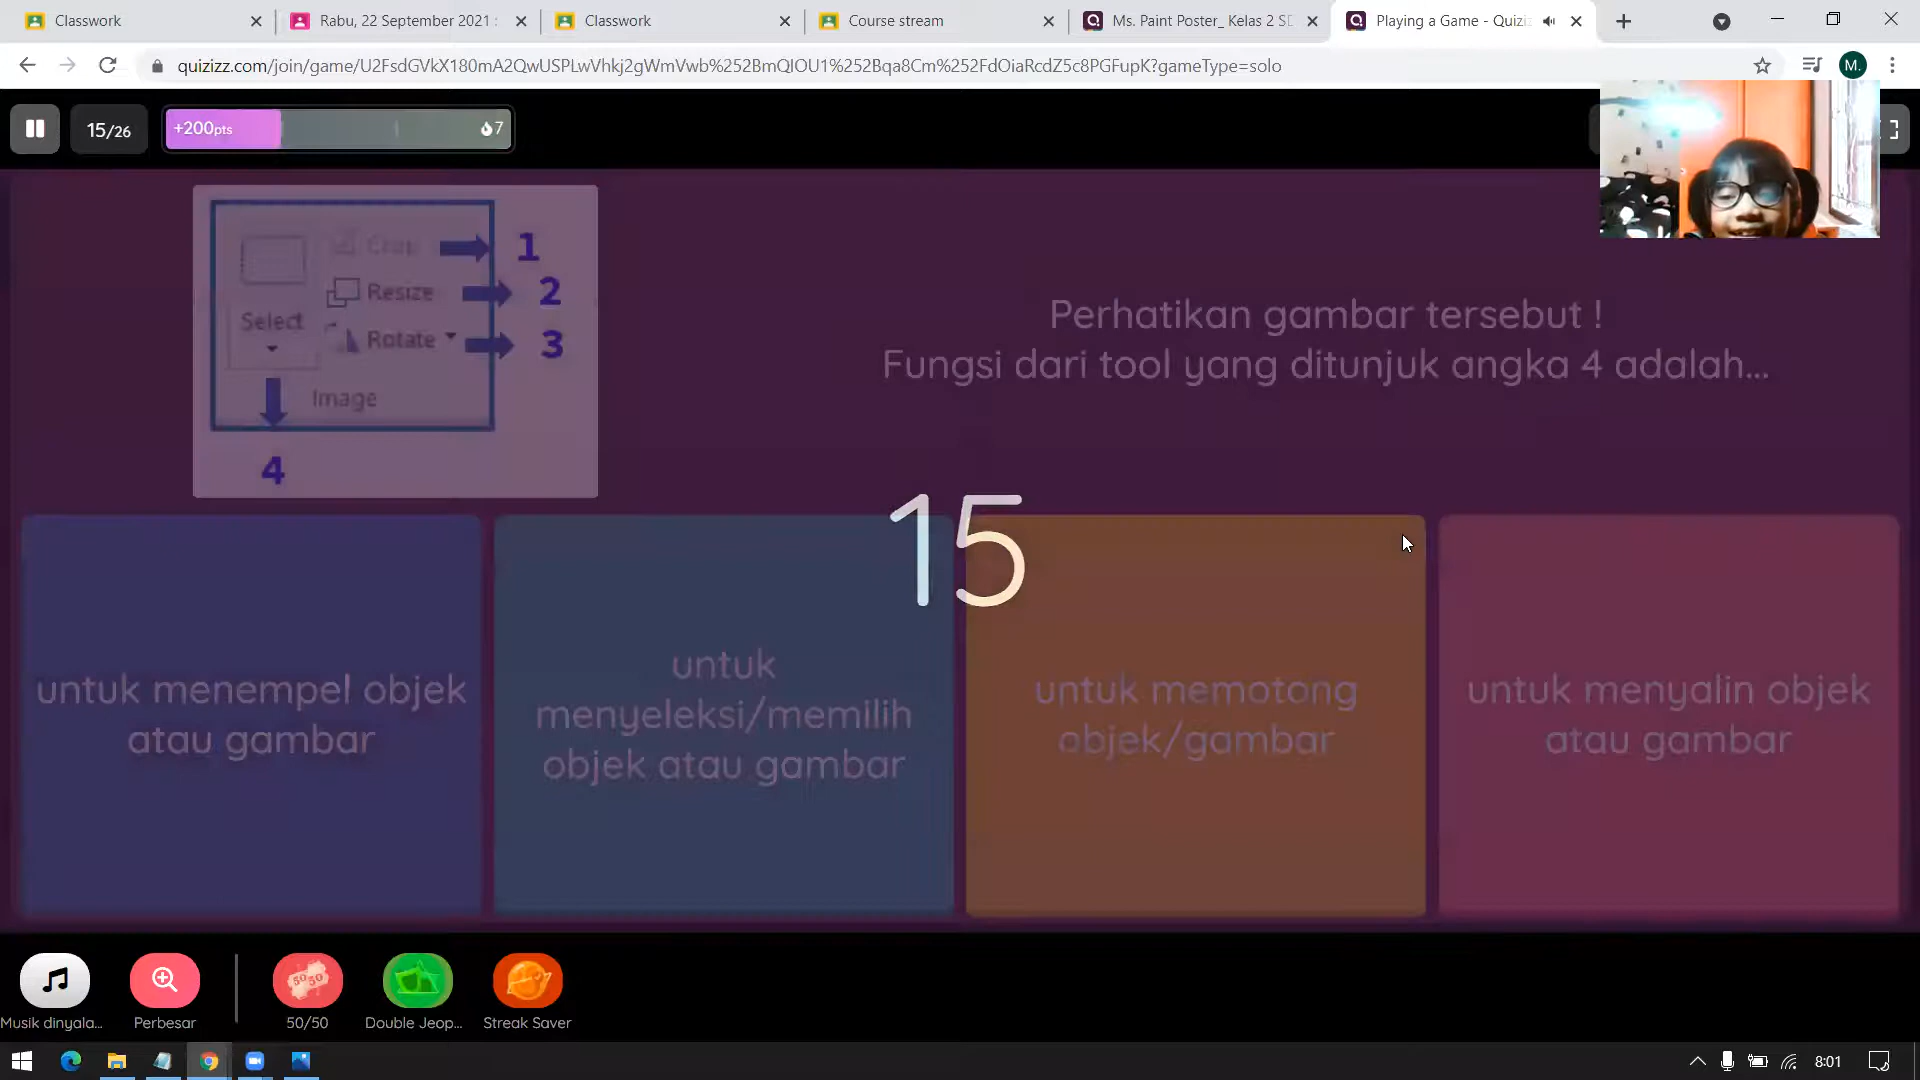 Classwork
Rabu, 22 September 2021 :
Classwork
Course stream
Ms. Paint Poster_ Kelas 2 SD
Playing a Game - Quizi
quizizz.com/join/game/U2FsdGVkX180mA2QwUSPLwVhkj2gWmVwb%252BmQIOU1%252Bqa8Cm%252FdOiaRcdZ5c8PGFupK?gameType=solo
M.
15/26
+200pts
7
Crop
1
Resize
2
Select
Rotate
3
Image
4
Perhatikan gambar tersebut !
Fungsi dari tool yang ditunjuk angka 4 adalah...
15
untuk menempel objek
atau gambar
untuk
menyeleksi/memilih
objek atau gambar
untuk memotong
objek/gambar
untuk menyalin objek
atau gambar
Musik dinyala...
Perbesar
50 50
50/50
Double Jeop...
Streak Saver
8:01